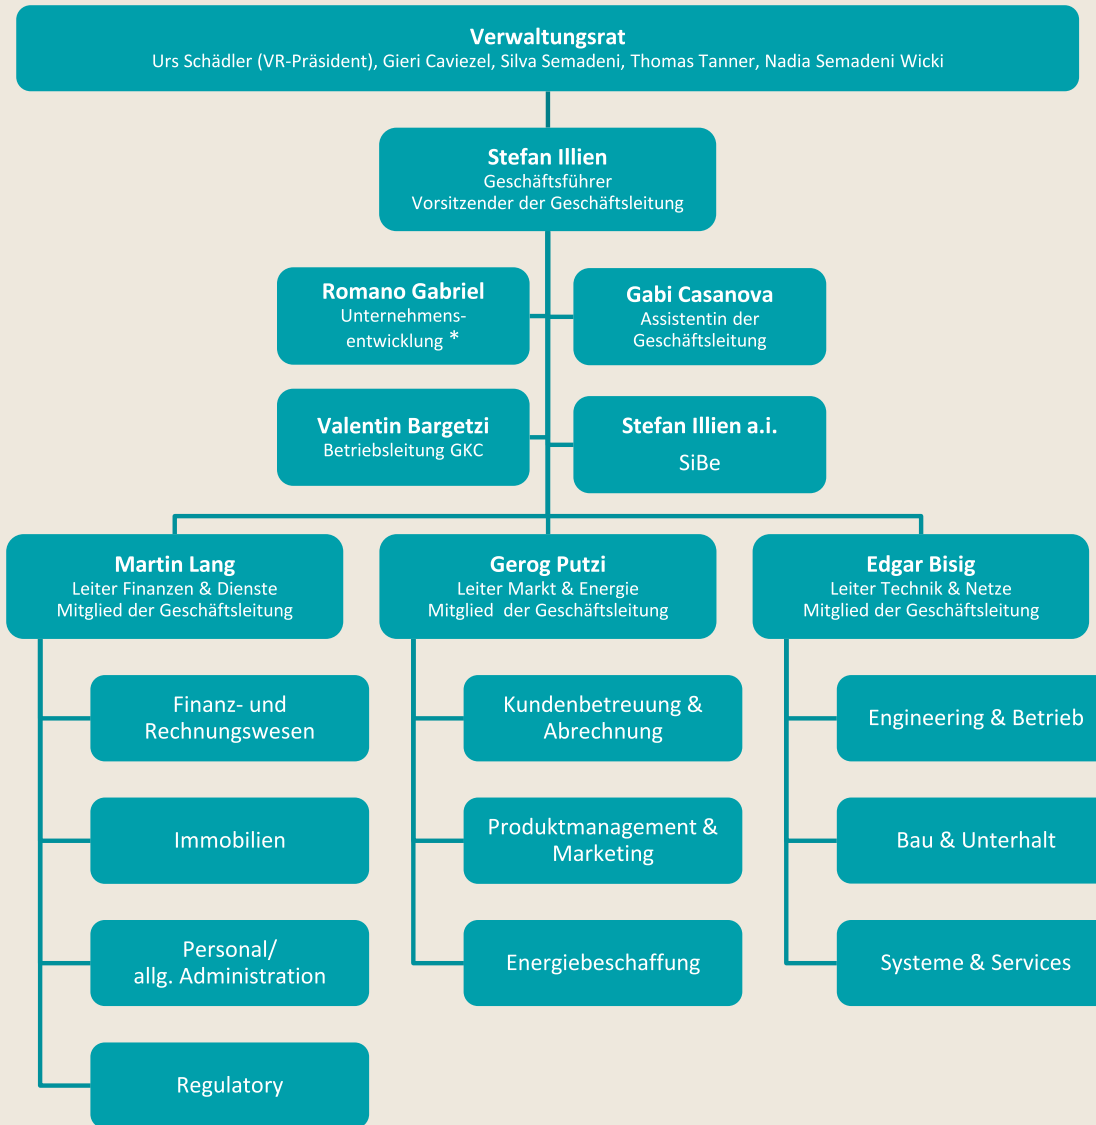 Verwaltungsrat
Urs Schädler (VR-Präsident), Gieri Caviezel, Silva Semadeni, Thomas Tanner, Nadia Semadeni Wicki
Stefan Illien
Geschäftsführer
Vorsitzender der Geschäftsleitung
Romano Gabriel
Unternehmens-
entwicklung *
Gabi Casanova
Assistentin der
Geschäftsleitung
Valentin Bargetzi
Betriebsleitung GKC
Stefan Illien a.i.
SiBe
Martin Lang
Leiter Finanzen & Dienste
Mitglied der Geschäftsleitung
Gerog Putzi
Leiter Markt & Energie
Mitglied der Geschäftsleitung
Edgar Bisig
Leiter Technik & Netze
Mitglied der Geschäftsleitung
Finanz- und
Rechnungswesen
Immobilien
Personal/
allg. Administration
Regulatory
Kundenbetreuung &
Abrechnung
Produktmanagement &
Marketing
Energiebeschaffung
Engineering & Betrieb
Bau & Unterhalt
Systeme & Services